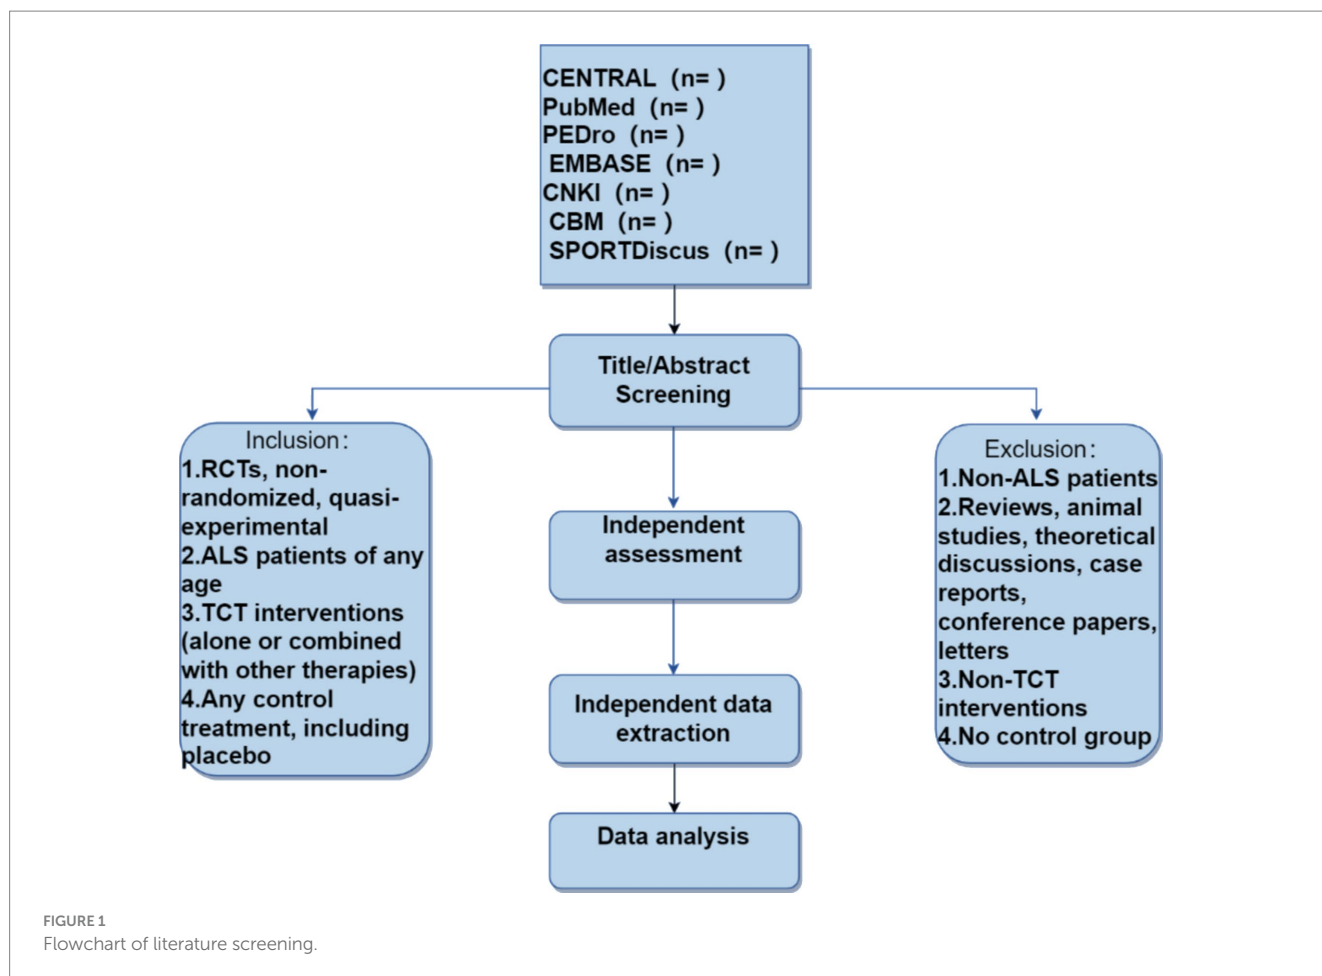 CENTRAL (n= )
PubMed (n= )
PEDro (n= )
EMBASE (n= )
CNKI (n= )
CBM (n= )
SPORTDiscus (n= )
Title/Abstract
Screening
Inclusion:
1.RCTs, non-
randomized, quasi-
experimental
2.ALS patients of any
age
3.TCT interventions
(alone or combined
with other therapies)
4.Any control
treatment, including
placebo
Independent
assessment
Independent data
extraction
Data analysis
Exclusion:
1.Non-ALS patients
2.Reviews, animal
studies, theoretical
discussions, case
reports,
conference papers,
letters
3.Non-TCT
interventions
4.No control group
FIGURE 1
Flowchart of literature screening.